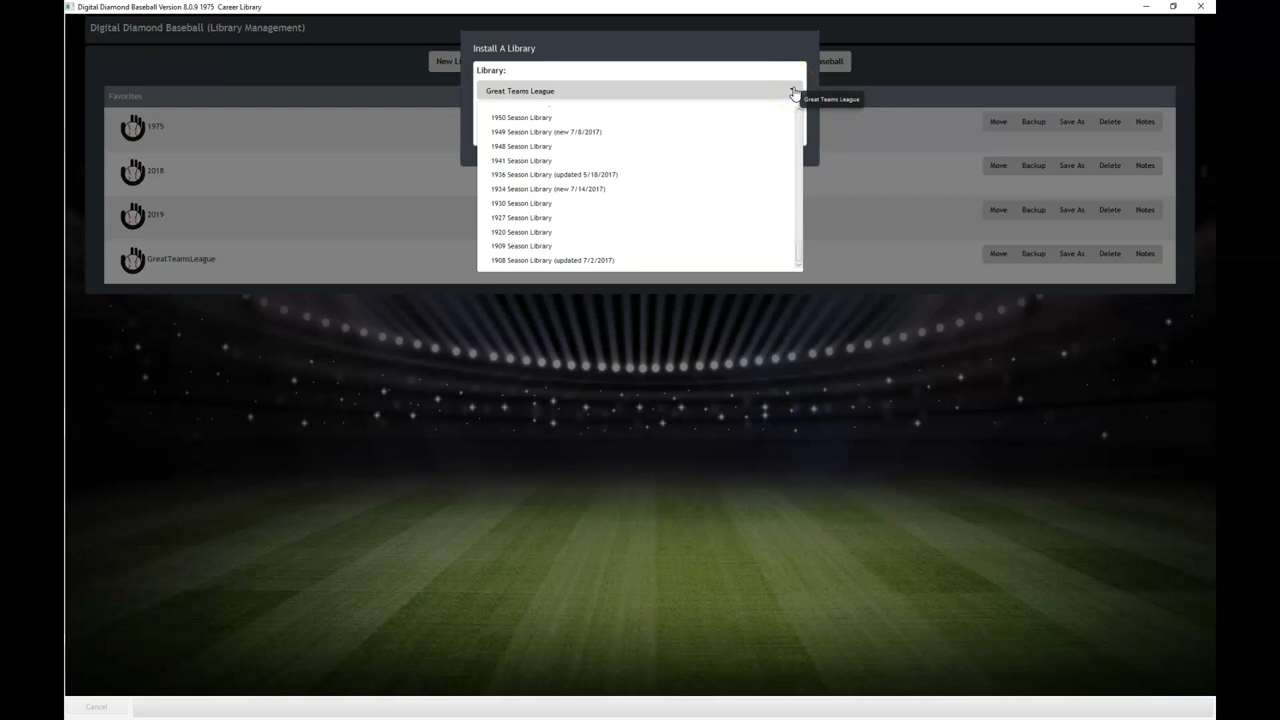 Digital Diamond Baseball Version 8.0.9 1975 Career Library
Digital Diamond Baseball (Library Management)
Install A Library
New Li
seball
Library:
Great Teams League
Great Teams League
Favorites
1950 Season Library
1949 Season Library (new 7/8/2017)
1948 Season Library
1941 Season Library
1936 Season Library (updated 5/18/2017)
1934 Season Library (new 7/14/2017)
1930 Season Library
1927 Season Library
1920 Season Library
1909 Season Library
1908 Season Library (updated 7/2/2017)
1975
Move Backup Save As Delete Notes
2018
Move Backup Save As Delete Notes
2019
Move Backup Save As Delete Notes
GreatTeamsLeague
Move Backup Save As Delete Notes
Cancel